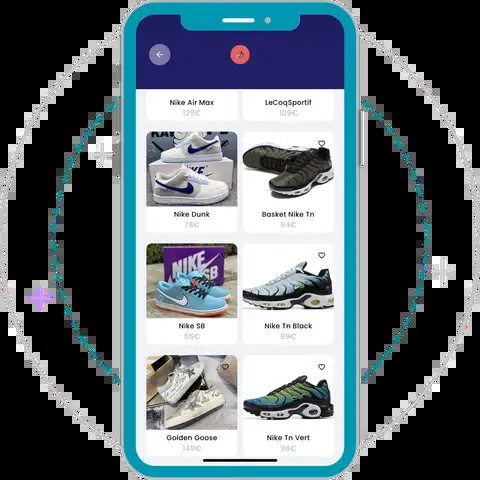 Nike Air Max
LeCoqSportif
129€
109€
NIKE
Nike Dunk
Basket Nike Tn
79€
94€
NIKE
SB
Nike SB
Nike Tn Black
55€
89€
Golden Goose
Nike Tn Vert
149€
94€